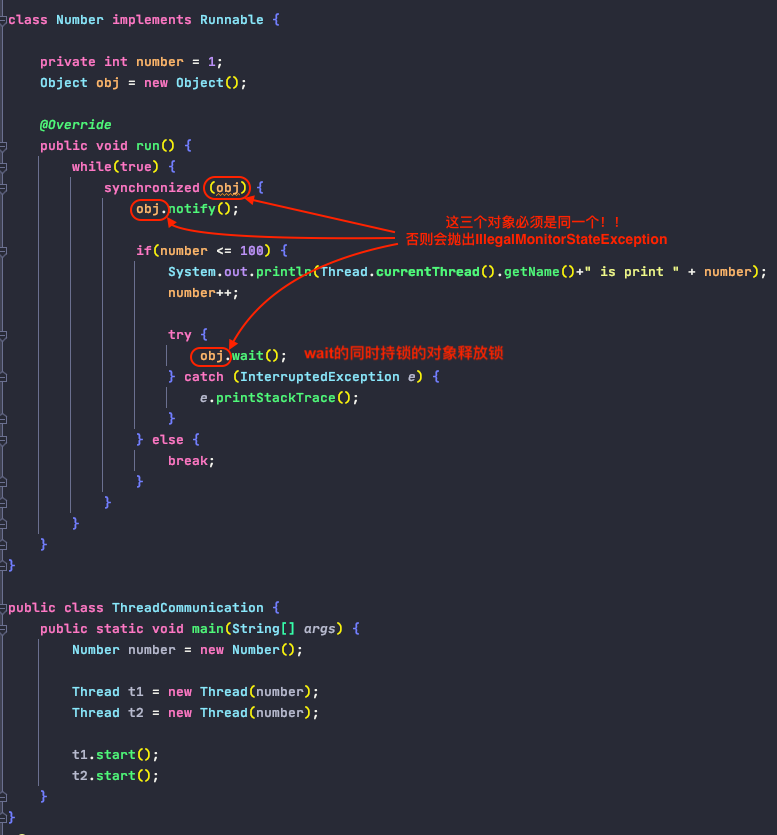 class Number implements Runnable {
    private int number = 1;
    Object obj = new Object();
    @Override
    public void run() {
        while(true) {
            synchronized (obj) {
                obj.notify();
这三个对象必须是同一个！！
否则会抛出IllegalMonitorStateException
                if(number <= 100) {
                    System.out.println(Thread.currentThread().getName()+" is print " + number);
                    number++;
                    try {
                        obj.wait(); wait的同时持锁的对象释放锁
                    } catch (InterruptedException e) {
                        e.printStackTrace();
                    }
                } else {
                    break;
                }
            }
        }
    }
}
public class ThreadCommunication {
    public static void main(String[] args) {
        Number number = new Number();
        Thread t1 = new Thread(number);
        Thread t2 = new Thread(number);
        t1.start();
        t2.start();
    }
}